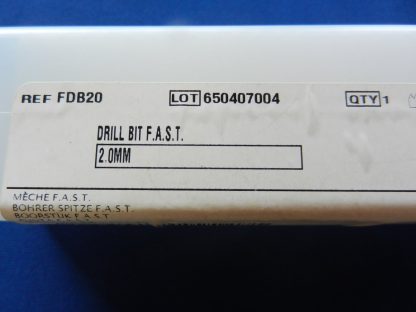 REF FDB20 LOT 650407004 QTY 1
DRILL BIT F.A.S.T.
2.0MM
MÈCHE F.A.S.T.
BOHRER SPITZE F.A.S.T.
BOORSTUK F.A.S.T.
F.A.S.T.